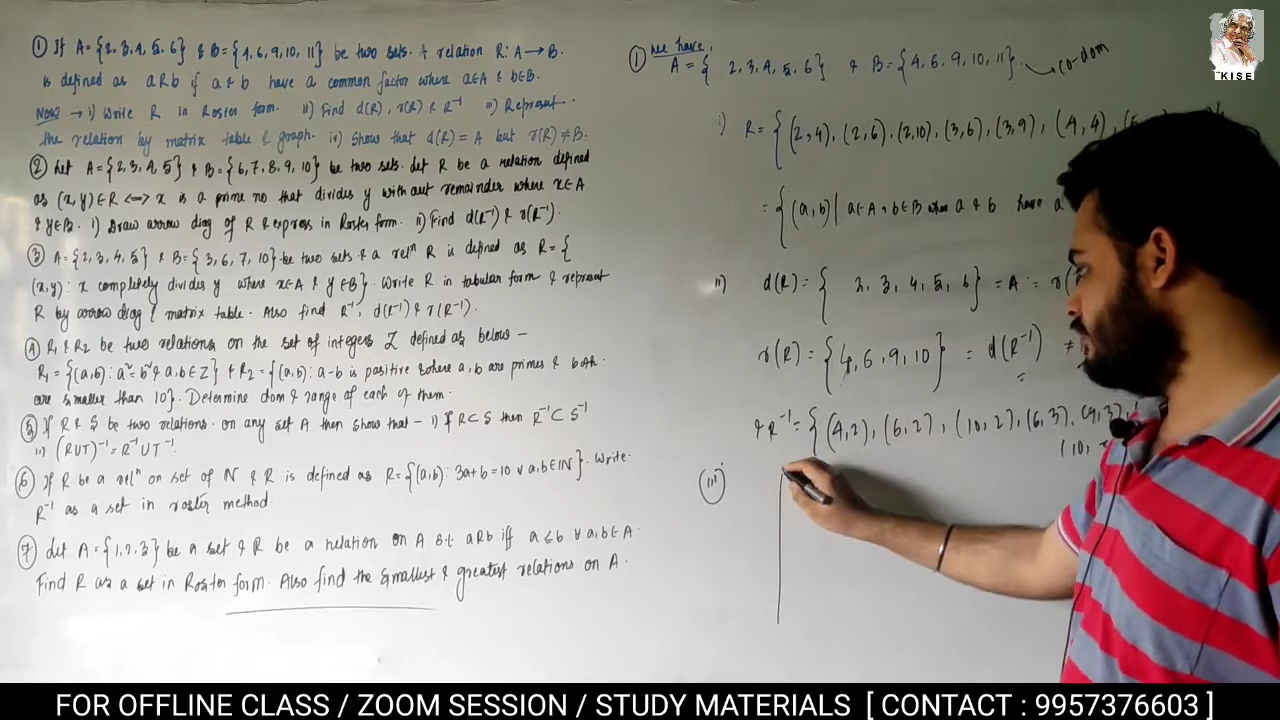 ① If A = {2, 3, 4, 5, 6} & B = {4, 6, 9, 10, 11} be two sets. A relation R: A → B.
is defined as aRb if a & b have a common factor where a∈A & b∈B.
Now → i) Write R in Roster form. ii) Find d(R), r(R) & R⁻¹ iii) Represent
the relation by matrix table & graph. iv) Show that d(R) = A but r(R) ≠ B.
② Let A = {2, 3, 4, 5} & B = {6, 7, 8, 9, 10} be two sets. Let R be a relation defined
as (x, y) ∈ R <=> x is a prime no that divides y without remainder where x∈A
& y∈B. i) Draw arrow diag of R & express in Roster form. ii) Find d(R⁻¹) & r(R⁻¹).
③ A = {2, 3, 4, 5} & B = {3, 6, 7, 10} be two sets & a relⁿ R is defined as R = {
(x, y): x completely divides y where x∈A & y∈B}. Write R in tabular form & represent
R by arrow diag & matrix table. Also find R⁻¹, d(R⁻¹) & r(R⁻¹).
④ R₁ & R₂ be two relations on the set of integers Z defined as below —
R₁ = {(a, b): a² = b² & a, b ∈ Z} & R₂ = {(a, b): a-b is positive where a, b are primes & both
are smaller than 10}. Determine dom & range of each of them.
⑤ If R & S be two relations on any set A then show that - i) If R ⊂ S then R⁻¹ ⊂ S⁻¹
ii) (RUT)⁻¹ = R⁻¹ U T⁻¹.
⑥ If R be a relⁿ on set of N & R is defined as R = {(a, b): 3a + b = 10 ∀ a, b ∈ IN}. Write
R⁻¹ as a set in roster method.
⑦ Let A = {1, 2, 3} be a set & R be a relation on A s.t aRb iff a ≤ b ∀ a, b ∈ A
Find R as a set in Roster form. Also find the smallest & greatest relations on A.
① we have,
A = { 2, 3, 4, 5, 6} & B = {4, 6, 9, 10, 11}. → co-dom
i) R = { (2, 4), (2, 6), (2, 10), (3, 6), (3, 9), (4, 4),
= { (a, b) | a∈A, b∈B when a & b have a
ii) d(R) = { 2, 3, 4, 5, 6 } = A =
r(R) = {4, 6, 9, 10} = d(R⁻¹) ≠
& R⁻¹ = { (4, 2), (6, 2), (10, 2), (6, 3), (9, 3),
(10,
iii)
KISE
FOR OFFLINE CLASS / ZOOM SESSION / STUDY MATERIALS [ CONTACT : 9957376603 ]